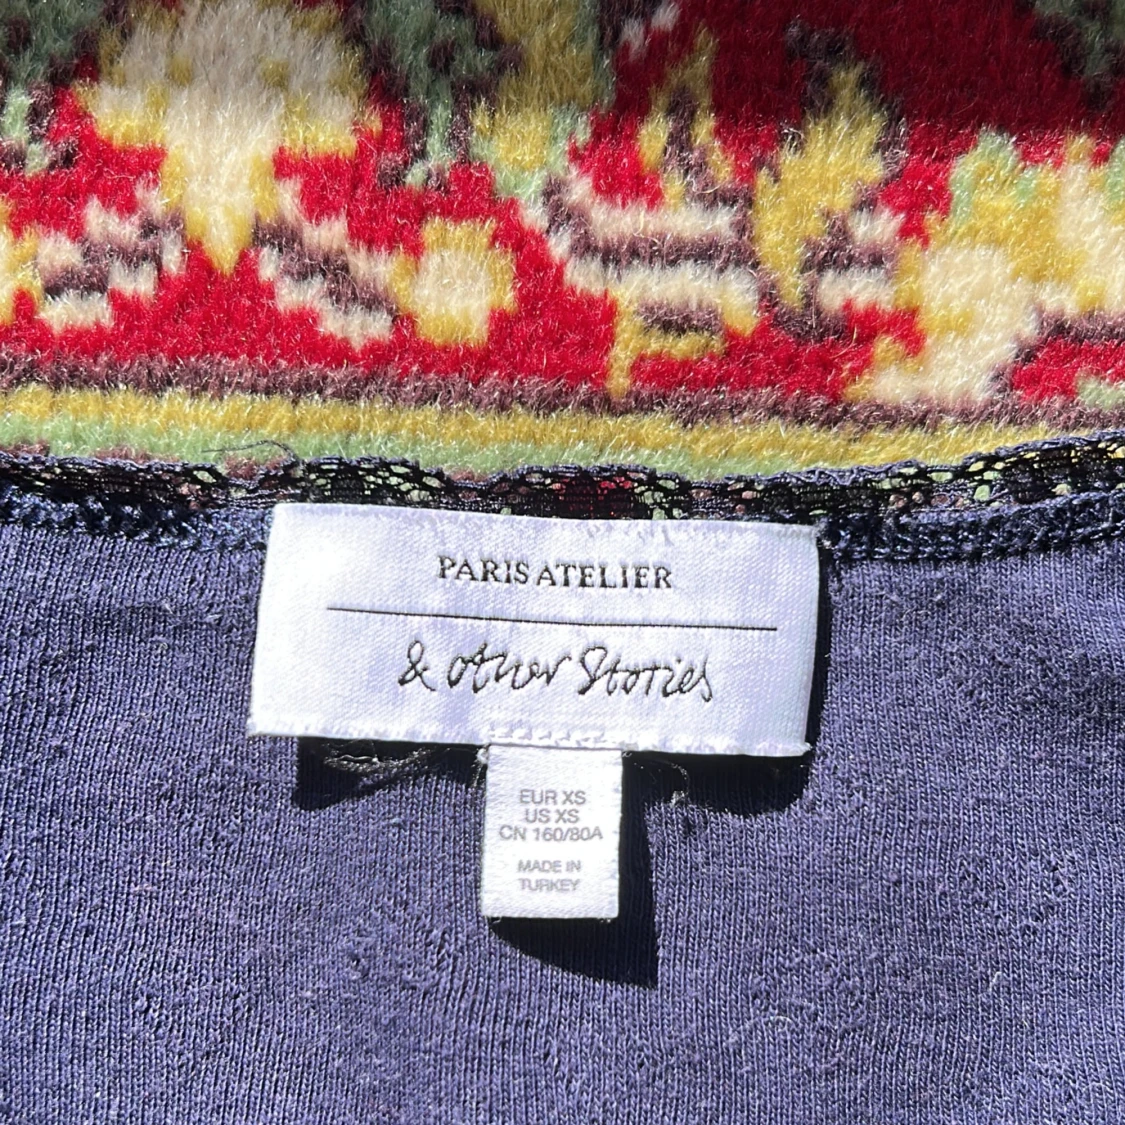 PARIS ATELIER
& other Stories
EUR XS
US XS
CN 160/80A
MADE IN
TURKEY